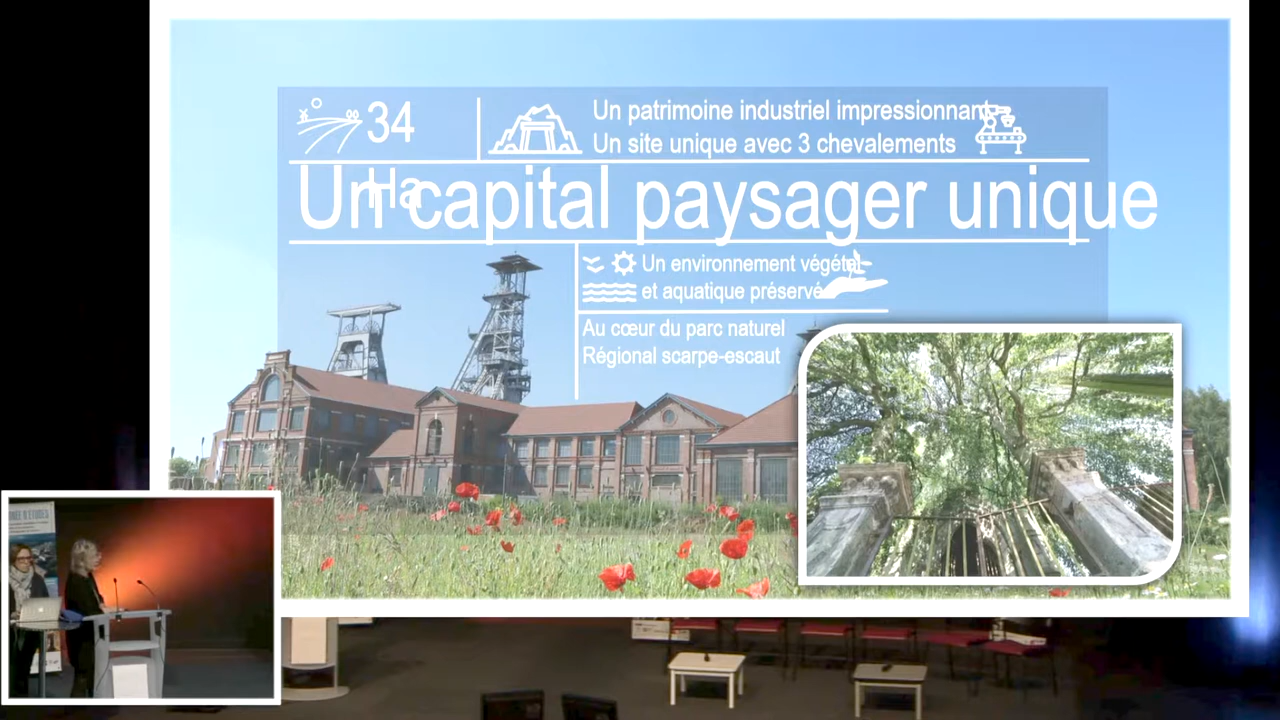 34
Ha
Un patrimoine industriel impressionnant
Un site unique avec 3 chevalements
Un capital paysager unique
Un environnement végétal
et aquatique préservé
Au cœur du parc naturel
Régional scarpe-escaut